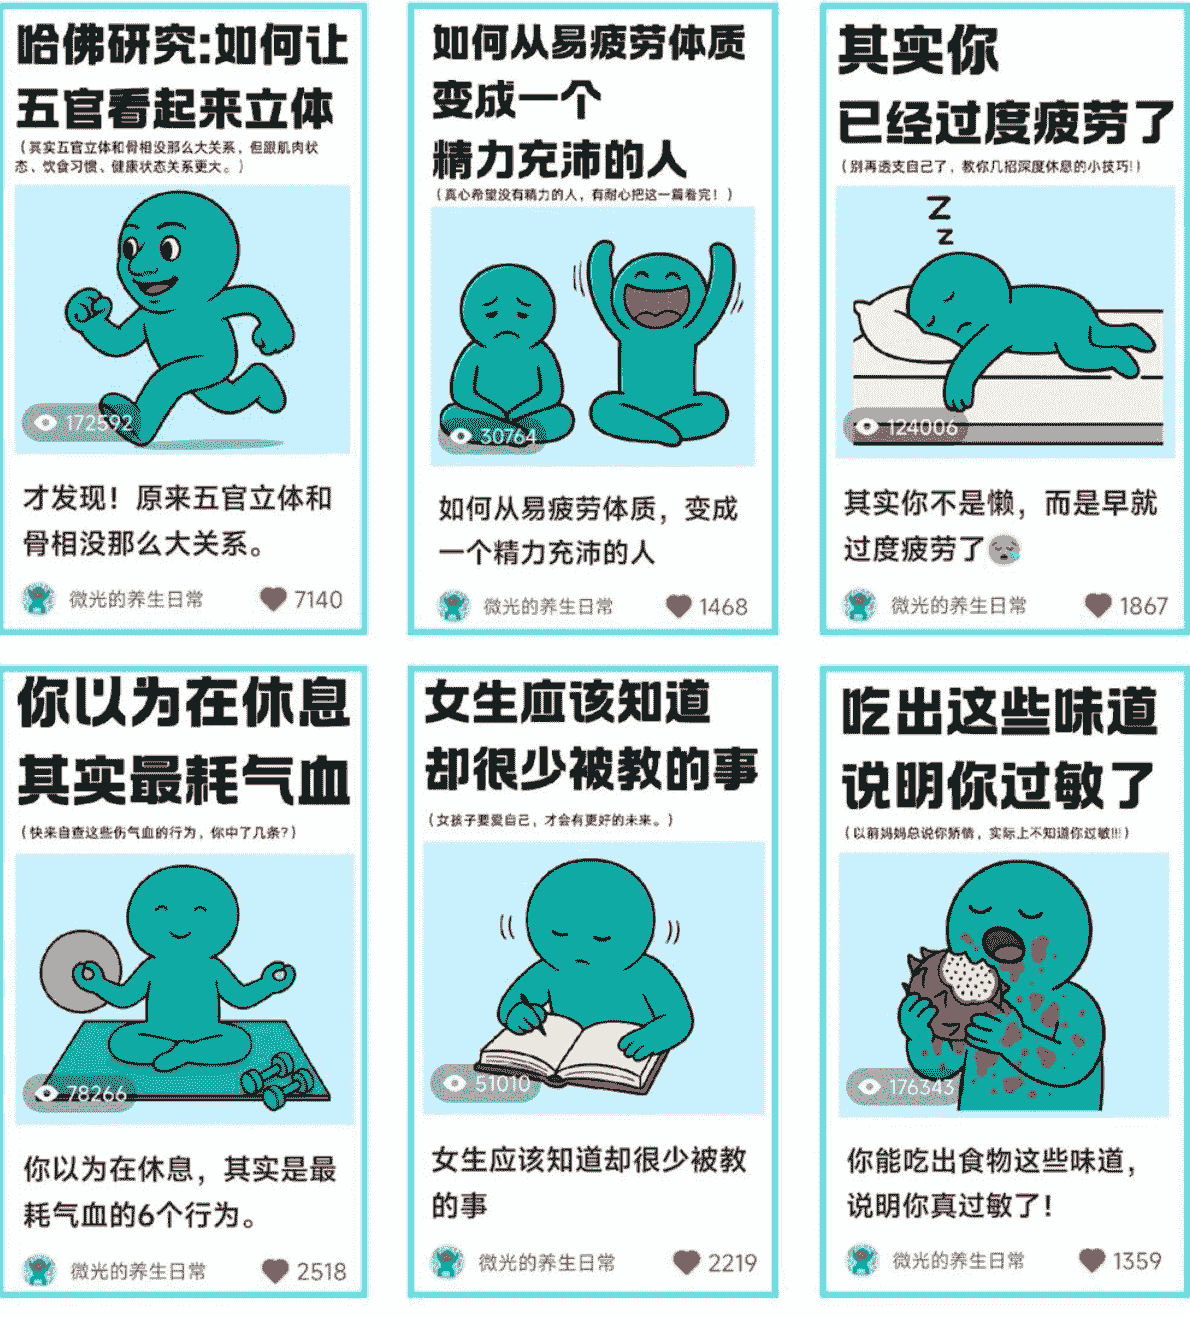 哈佛研究:如何让
五官看起来立体
(其实五官立体和骨相没那么大关系，但跟肌肉状
态、饮食习惯、健康状态关系更大。)
172592
才发现！原来五官立体和
骨相没那么大关系。
微光的养生日常 7140
如何从易疲劳体质
变成一个
精力充沛的人
(真心希望没有精力的人，有耐心把这一篇看完！)
30764
如何从易疲劳体质，变成
一个精力充沛的人
微光的养生日常 1468
其实你
已经过度疲劳了
(别再透支自己了，教你几招深度休息的小技巧!)
Z
Z
124006
其实你不是懒，而是早就
过度疲劳了
微光的养生日常 1867
你以为在休息
其实最耗气血
(快来自查这些伤气血的行为，你中了几条?)
78266
你以为在休息，其实是最
耗气血的6个行为。
微光的养生日常 2518
女生应该知道
却很少被教的事
(女孩子要爱自己，才会有更好的未来。)
51010
女生应该知道却很少被教
的事
微光的养生日常 2219
吃出这些味道
说明你过敏了
(以前妈妈总说你矫情，实际上不知道你过敏!!!)
176343
你能吃出食物这些味道，
说明你真过敏了！
微光的养生日常 1359